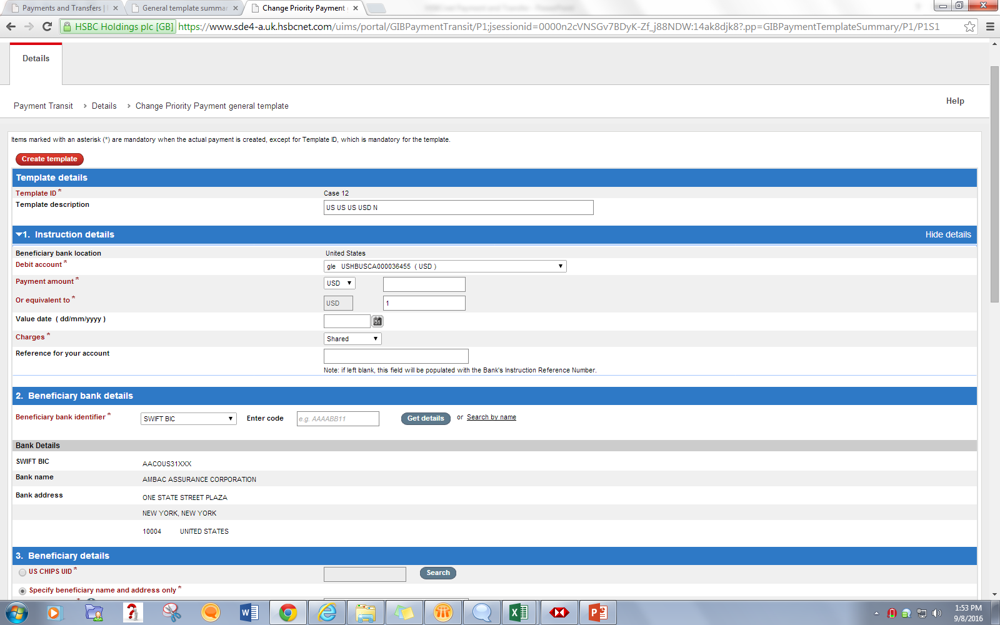 Payments and Transfers |
General template summar
Change Priority Payment
HSBC Holdings plc [GB] https://www.sde4-a.uk.hsbcnet.com/uims/portal/GIBPaymentTransit/P1;jsessionid=0000n2cVNSGv7BDyK-Zf_j88NDW:14ak8djk8?.pp=GIBPaymentTemplateSummary/P1/P1S1
Details
Payment Transit > Details > Change Priority Payment general template
Help
Items marked with an asterisk (*) are mandatory when the actual payment is created, except for Template ID, which is mandatory for the template.
Create template
Template details
Template ID * Case 12
Template description US US US USD N
1. Instruction details Hide details
Beneficiary bank location United States
Debit account * gle USHBUSCA000036455 ( USD )
Payment amount * USD
Or equivalent to * USD 1
Value date ( dd/mm/yyyy ) 31
Charges * Shared
Reference for your account
Note: if left blank, this field will be populated with the Bank's Instruction Reference Number.
2. Beneficiary bank details
Beneficiary bank identifier * SWIFT BIC Enter code e.g. AAAABB11 Get details or Search by name
Bank Details
SWIFT BIC AACOUS31XXX
Bank name AMBAC ASSURANCE CORPORATION
Bank address ONE STATE STREET PLAZA
NEW YORK, NEW YORK
10004 UNITED STATES
3. Beneficiary details
US CHIPS UID * Search
Specify beneficiary name and address only *
1:53 PM
9/8/2016